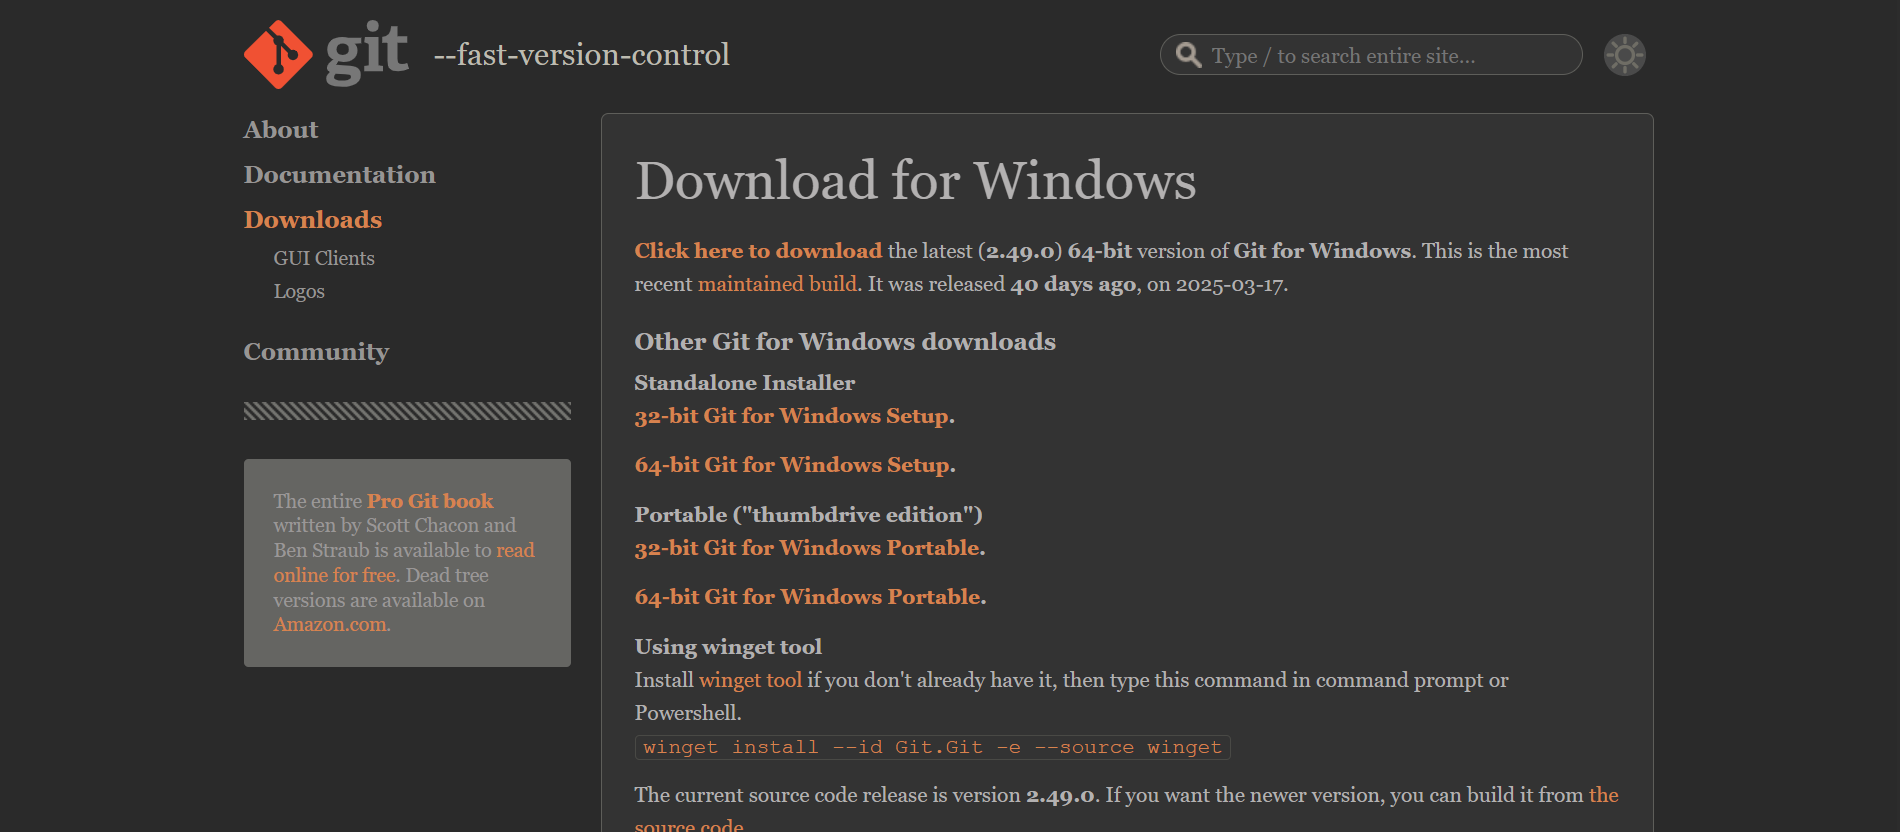 git --fast-version-control
Type / to search entire site...
About
Documentation
Downloads
GUI Clients
Logos
Community
The entire Pro Git book
written by Scott Chacon and
Ben Straub is available to read
online for free. Dead tree
versions are available on
Amazon.com.
Download for Windows
Click here to download the latest (2.49.0) 64-bit version of Git for Windows. This is the most
recent maintained build. It was released 40 days ago, on 2025-03-17.
Other Git for Windows downloads
Standalone Installer
32-bit Git for Windows Setup.
64-bit Git for Windows Setup.
Portable ("thumbdrive edition")
32-bit Git for Windows Portable.
64-bit Git for Windows Portable.
Using winget tool
Install winget tool if you don't already have it, then type this command in command prompt or
Powershell.
winget install --id Git.Git -e --source winget
The current source code release is version 2.49.0. If you want the newer version, you can build it from the
source code.